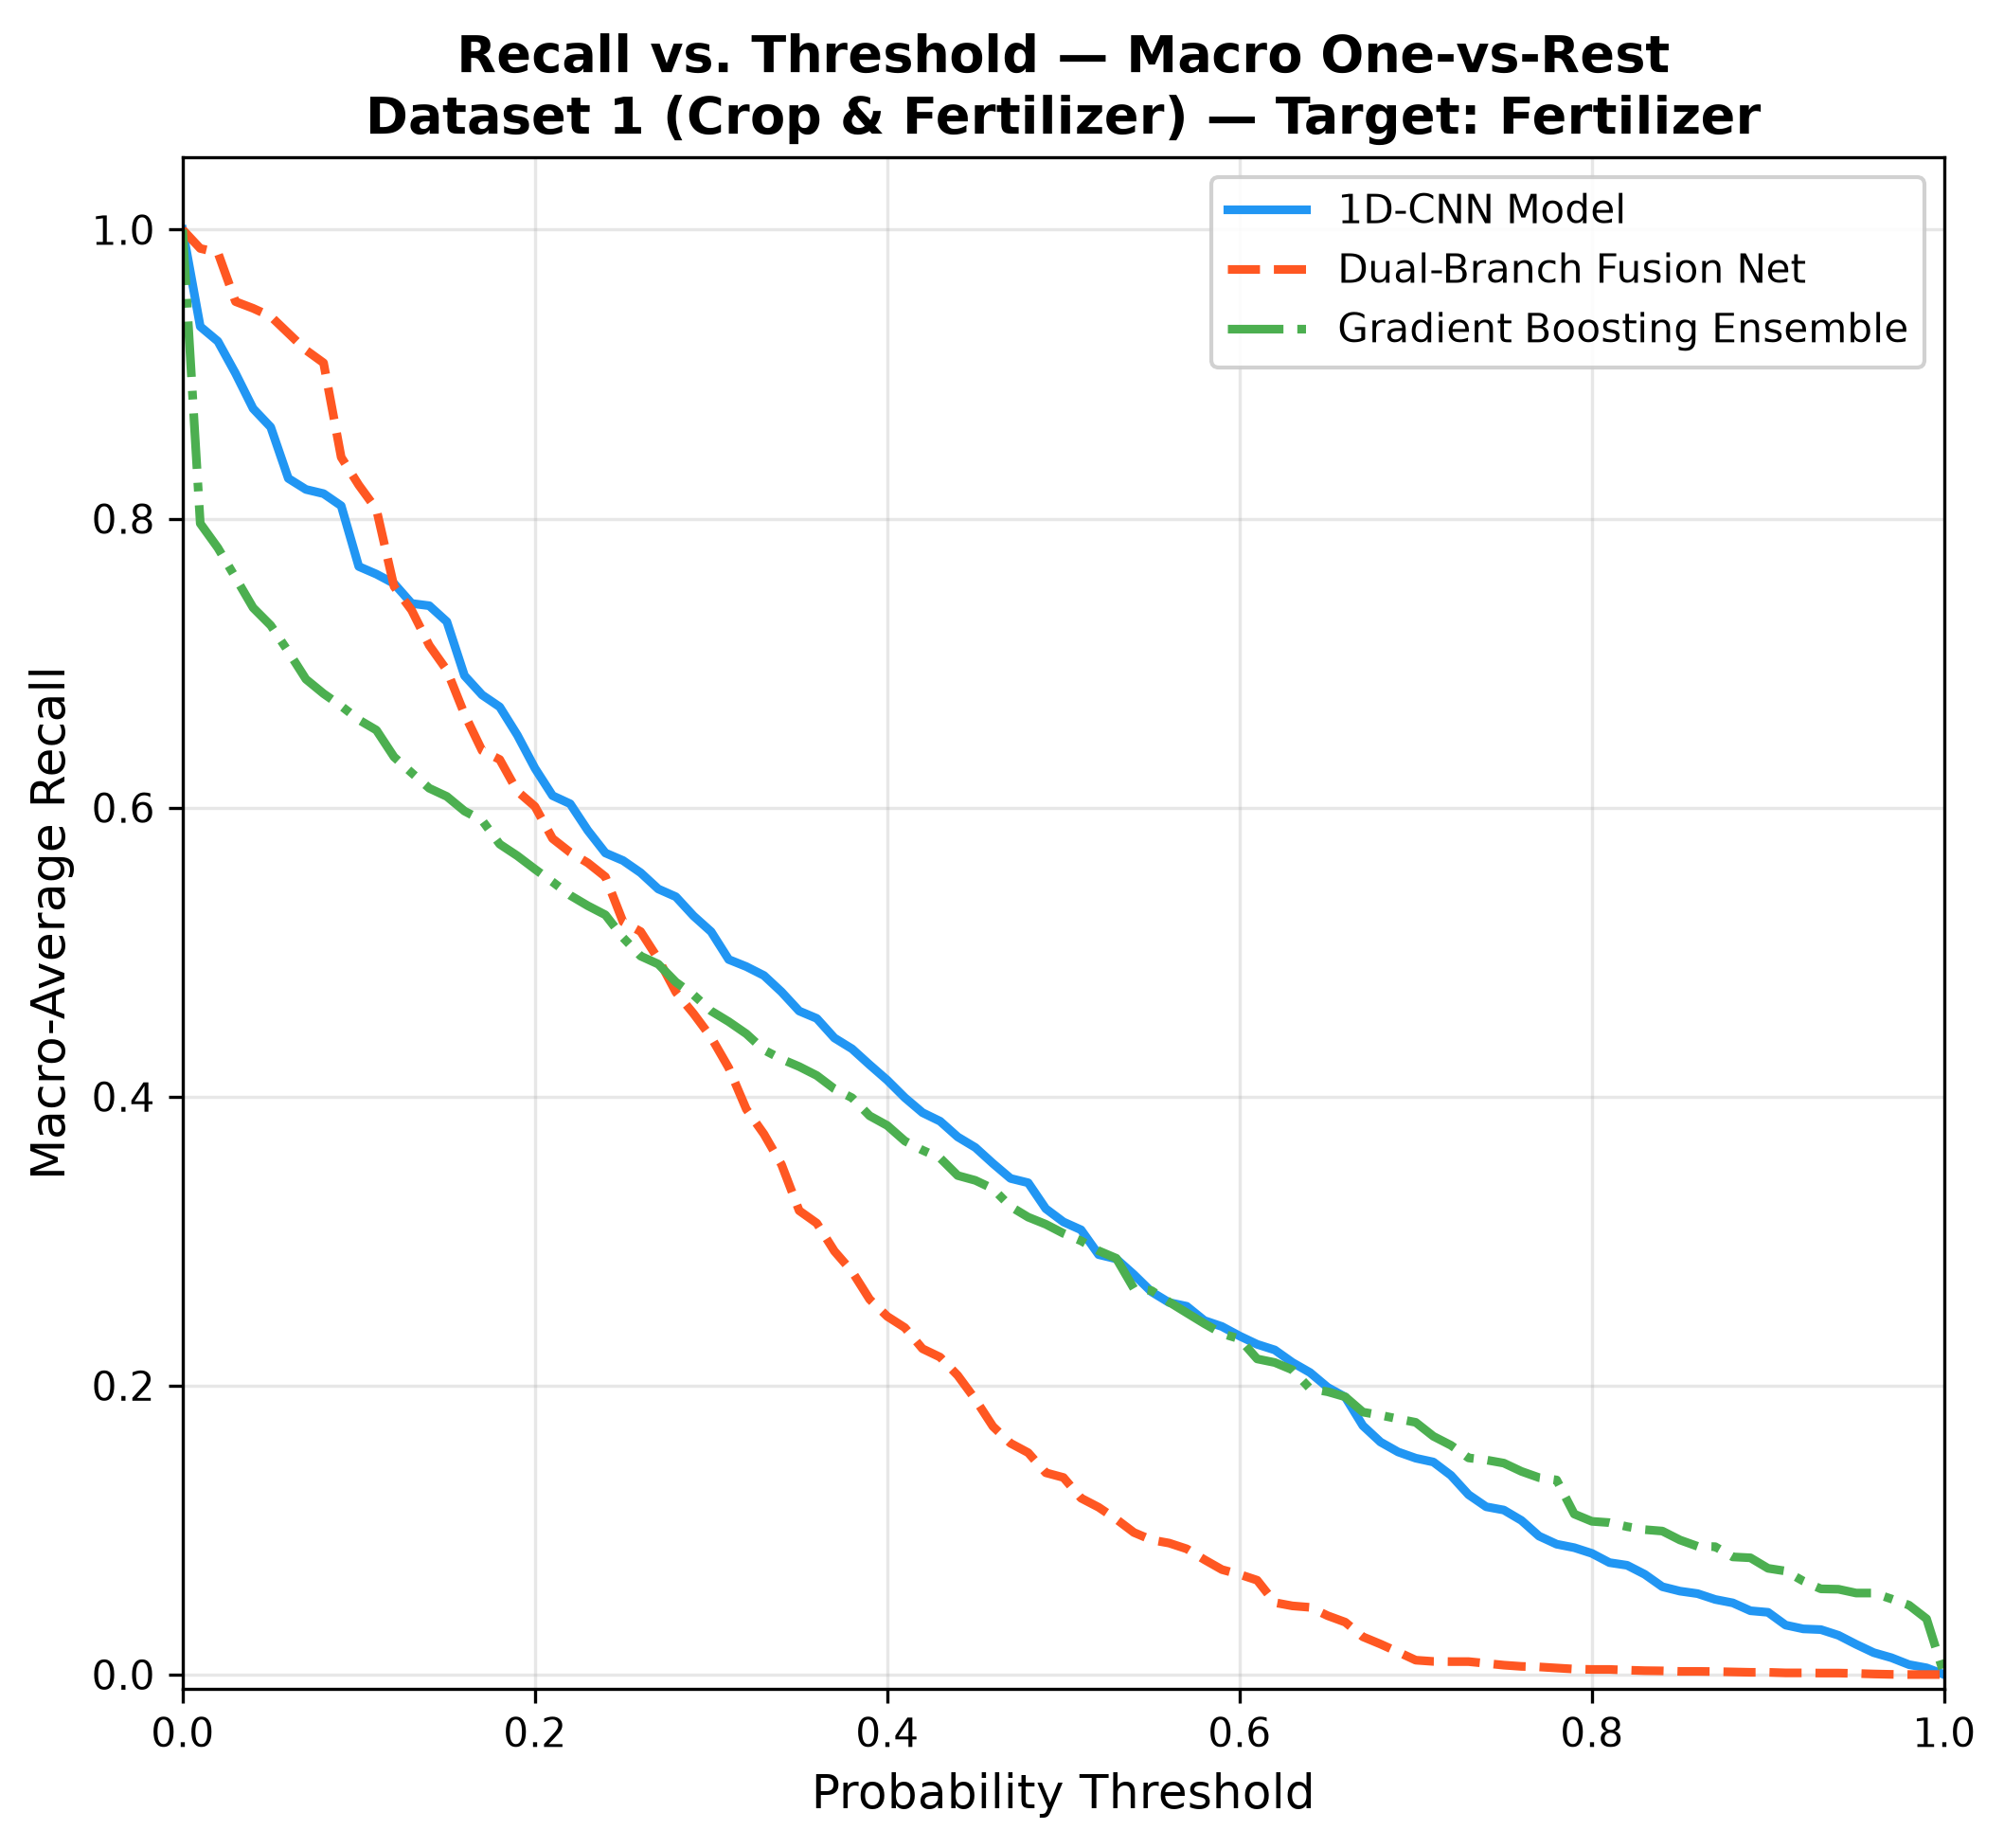 Recall vs. Threshold — Macro One-vs-Rest
Dataset 1 (Crop & Fertilizer) — Target: Fertilizer
1D-CNN Model
Dual-Branch Fusion Net
Gradient Boosting Ensemble
Macro-Average Recall
1.0
0.8
0.6
0.4
0.2
0.0
0.0 0.2 0.4 0.6 0.8 1.0
Probability Threshold